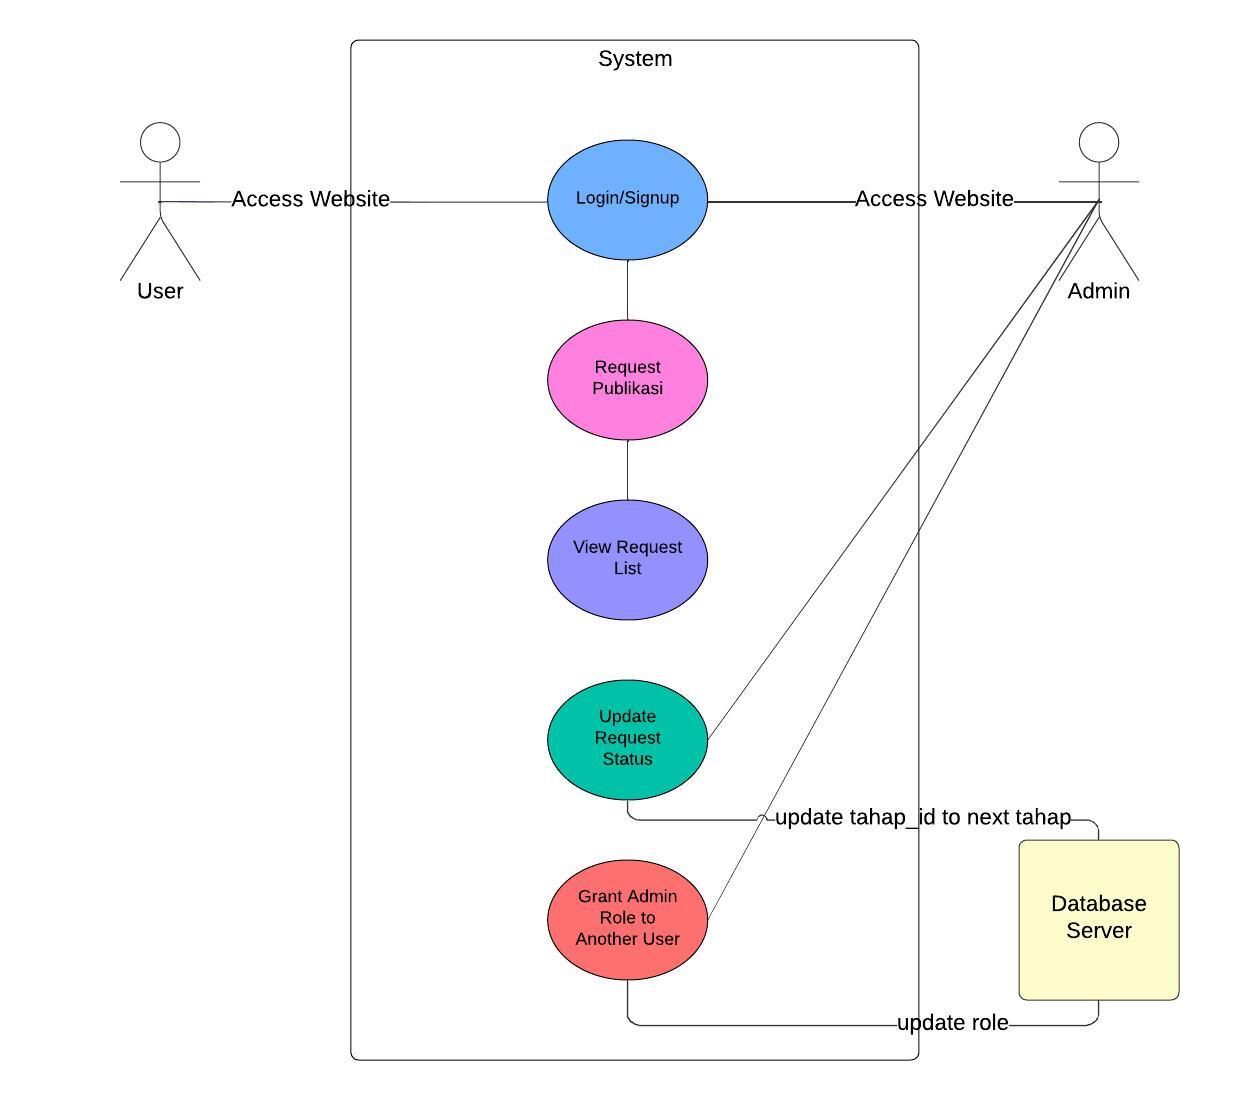 System
Access Website
Login/Signup
Access Website
User
Admin
Request
Publikasi
View Request
List
Update
Request
Status
update tahap_id to next tahap
Grant Admin
Role to
Another User
Database
Server
update role